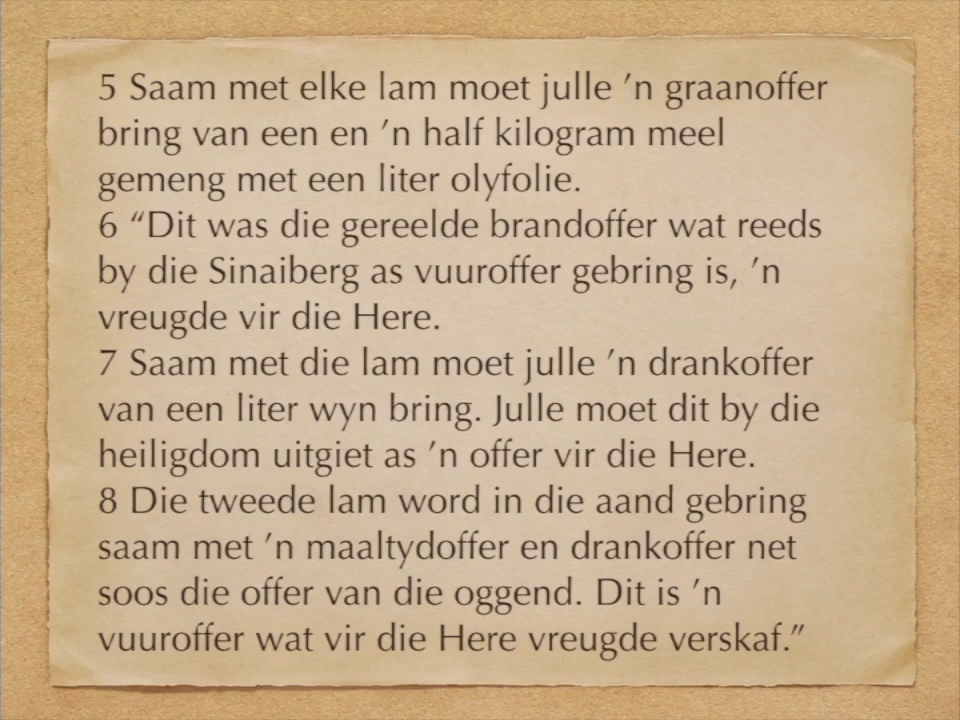 5 Saam met elke lam moet julle ’n graanoffer
bring van een en ’n half kilogram meel
gemeng met een liter olyfolie.
6 “Dit was die gereelde brandoffer wat reeds
by die Sinaiberg as vuuroffer gebring is, ’n
vreugde vir die Here.
7 Saam met die lam moet julle ’n drankoffer
van een liter wyn bring. Julle moet dit by die
heiligdom uitgiet as ’n offer vir die Here.
8 Die tweede lam word in die aand gebring
saam met ’n maaltydoffer en drankoffer net
soos die offer van die oggend. Dit is ’n
vuuroffer wat vir die Here vreugde verskaf.”